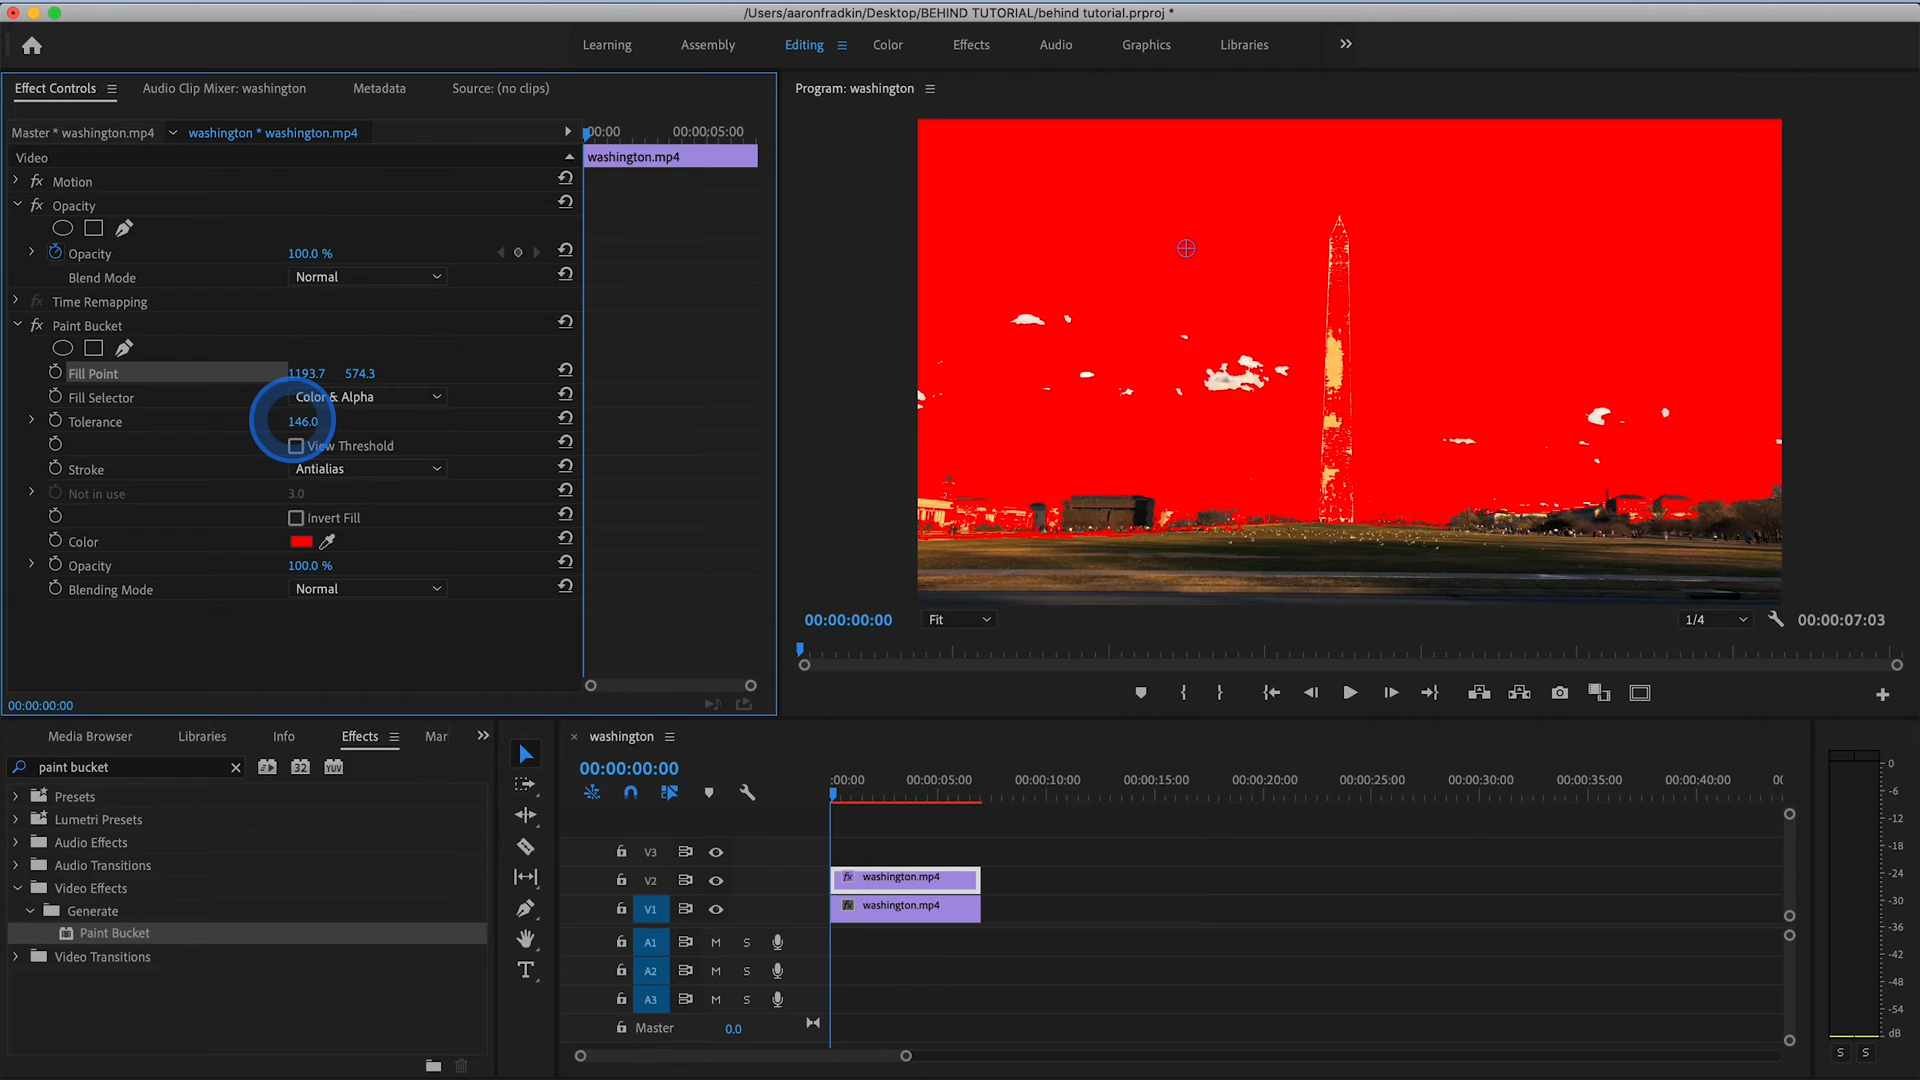 /Users/aaronfradkin/Desktop/BEHIND TUTORIAL/behind tutorial.prproj *
Learning
Assembly
Editing
Color
Effects
Audio
Graphics
Libraries
Effect Controls
Audio Clip Mixer: washington
Metadata
Source: (no clips)
Master * washington.mp4
washington * washington.mp4
:00:00
00:00:05:00
Video
washington.mp4
fx Motion
fx Opacity
Opacity
100.0 %
Blend Mode
Normal
fx Time Remapping
fx Paint Bucket
Fill Point
1193.7
574.3
Fill Selector
Color & Alpha
Tolerance
146.0
View Threshold
Stroke
Antialias
Not in use
3.0
Invert Fill
Color
Opacity
100.0 %
Blending Mode
Normal
00:00:00:00
Program: washington
00:00:00:00
Fit
1/4
00:00:07:03
Media Browser
Libraries
Info
Effects
Mar
paint bucket
32
YUV
Presets
Lumetri Presets
Audio Effects
Audio Transitions
Video Effects
Generate
Paint Bucket
Video Transitions
washington
00:00:00:00
:00:00
00:00:05:00
00:00:10:00
00:00:15:00
00:00:20:00
00:00:25:00
00:00:30:00
00:00:35:00
00:00:40:00
V3
V2
fx washington.mp4
V1
fx washington.mp4
A1
M
S
A2
M
S
A3
M
S
Master
0.0
0
-6
-12
-18
-24
-30
-36
-42
-48
-54
dB
S
S